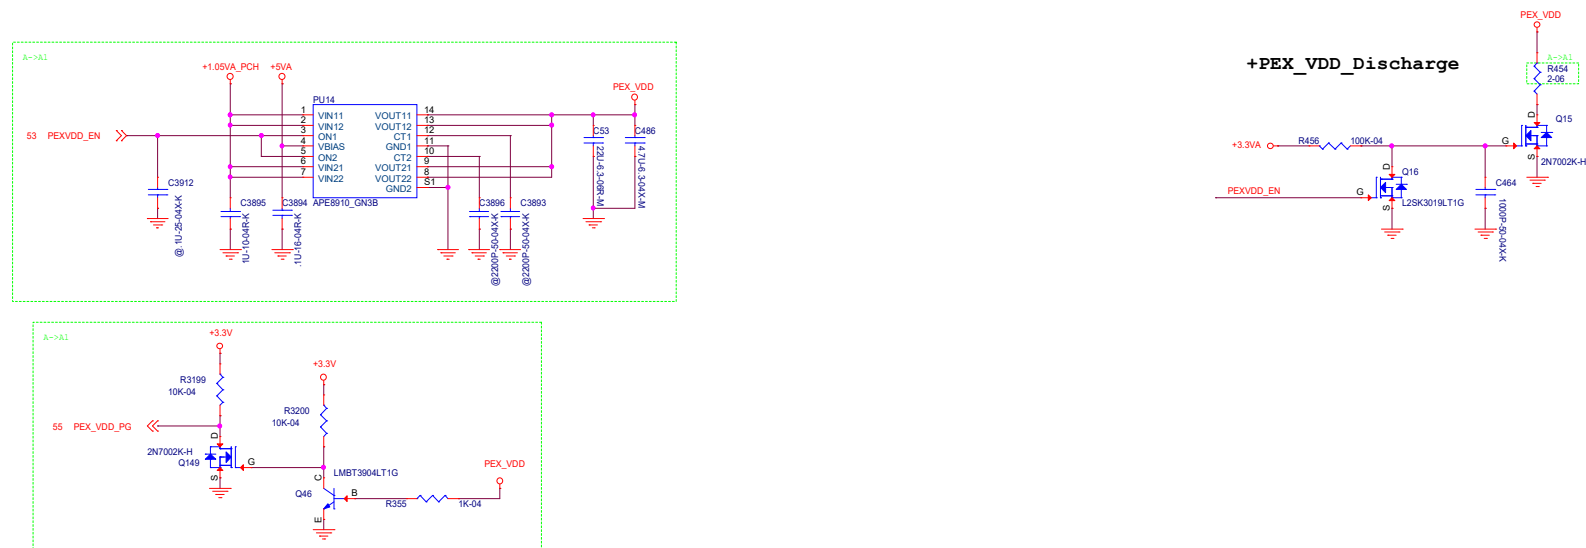 A->A1
+1.05VA_PCH
+5VA
PU14
PEX_VDD
1 VIN11 VOUT11 14
2 VIN12 VOUT12 13
3 ON1 CT1 12
4 VBIAS GND1 11
5 ON2 CT2 10
6 VIN21 VOUT21 9
7 VIN22 VOUT22 8
GND2 S1
APE8910_GN3B
53 PEXVDD_EN
C3912
@.1U-25-04X-K
C3895
1U-10-04R-K
C3894
.1U-16-04R-K
C3896
@2200P-50-04X-K
C3893
@2200P-50-04X-K
C53
22U-6.3-06R-M
C486
4.7U-6.3-04X-M
A->A1
+3.3V
R3199
10K-04
+3.3V
R3200
10K-04
55 PEX_VDD_PG
D
2N7002K-H
Q149
G
S
LMBT3904LT1G
C
Q46
B
E
R355
1K-04
PEX_VDD
+PEX_VDD_Discharge
PEX_VDD
A->A1
R454
2-06
D
Q15
G
S
2N7002K-H
+3.3VA
R456
100K-04
D
Q16
G
S
L2SK3019LT1G
PEXVDD_EN
C464
1000P-50-04X-K